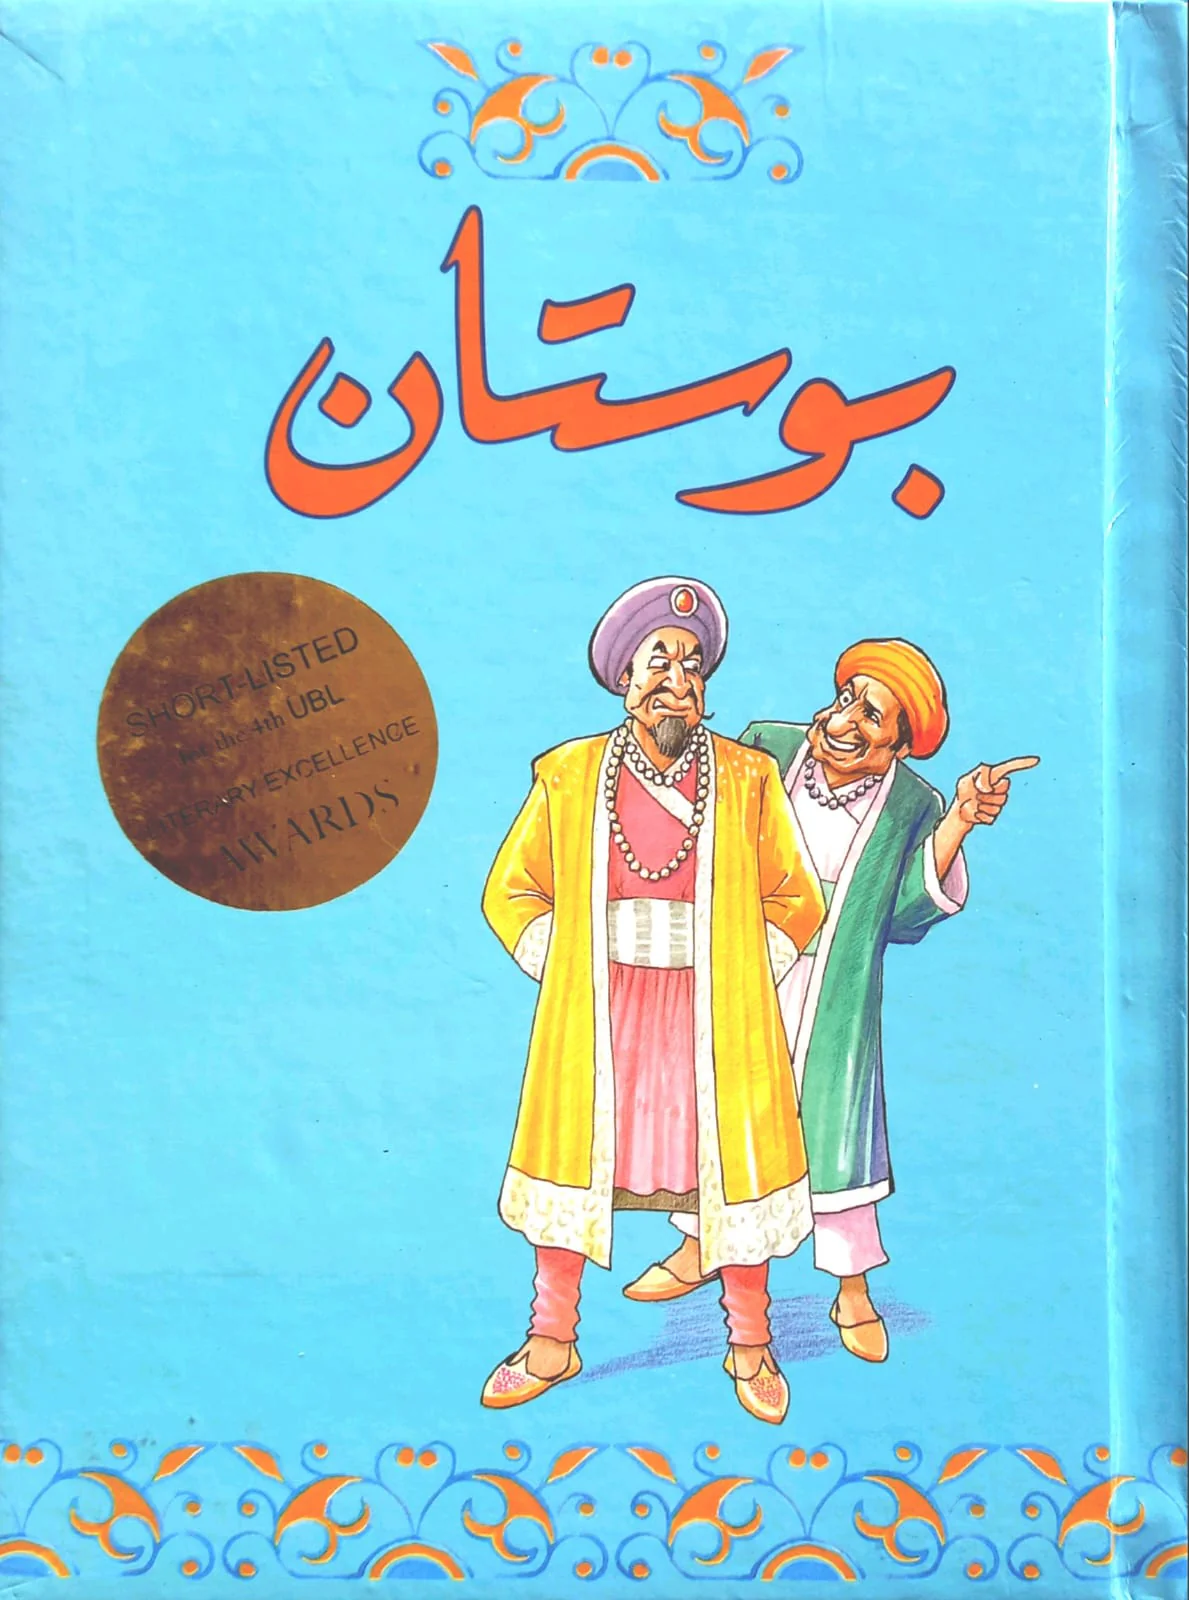 بوستان
SHORT-LISTED
for the 4th UBL
LITERARY EXCELLENCE
AWARDS